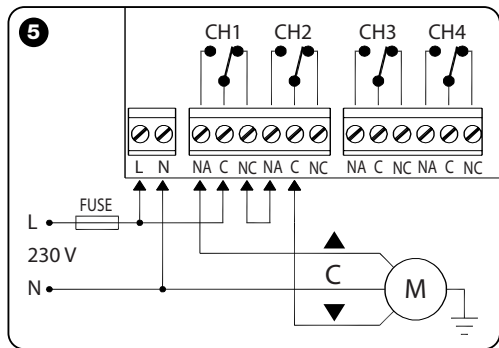 5
CH1 CH2 CH3 CH4
L N NA C NC NA C NC NA C NC NA C NC
L FUSE
230 V
C
N M